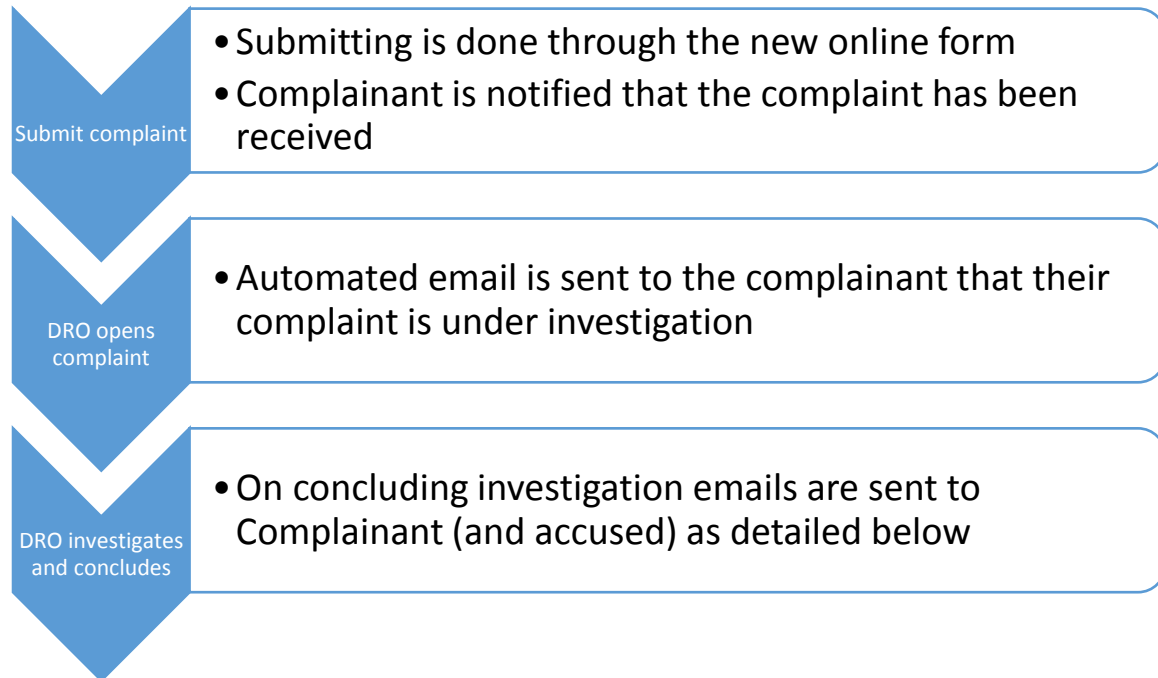 Submit complaint
•Submitting is done through the new online form
•Complainant is notified that the complaint has been
received
DRO opens
complaint
•Automated email is sent to the complainant that their
complaint is under investigation
DRO investigates
and concludes
•On concluding investigation emails are sent to
Complainant (and accused) as detailed below